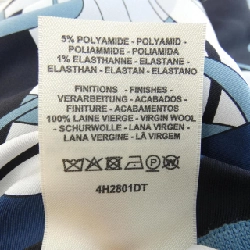 5% POLYAMIDE - POLYAMID
POLIAMMIDE - POLIAMIDA
1% ELASTHANNE - ELASTANE
ELASTHAN - ELASTAM - ELASTANO
FINITIONS - FINISHES -
VERARBEITUNG - ACABADOS -
FINITURE - ACABAMENTOS -
100% LAINE VIERGE - VIRGIN WOOL
- SCHURWOLLE - LANA VIRGEN -
LANA VERGINE - LÃ VIRGEM -
P
4H2801DT